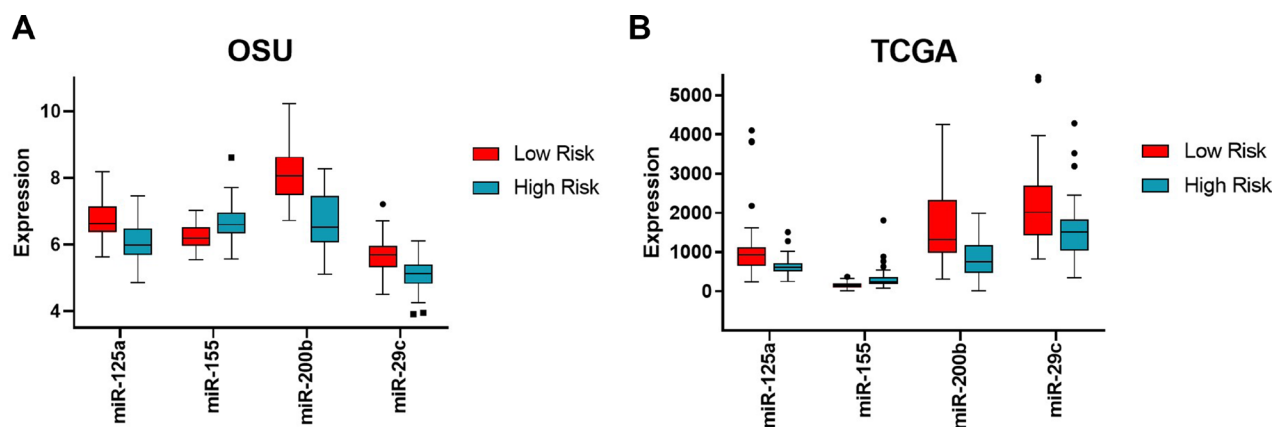 A
OSU
Expression
10
8
6
4
miR-125a
miR-155
miR-200b
miR-29c
Low Risk
High Risk
B
TCGA
Expression
5000
4000
3000
2000
1000
0
miR-125a
miR-155
miR-200b
miR-29c
Low Risk
High Risk